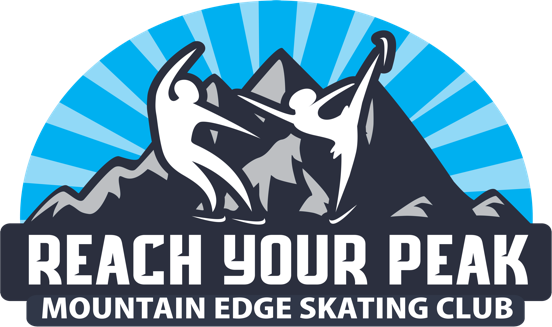 REACH YOUR PEAK
MOUNTAIN EDGE SKATING CLUB